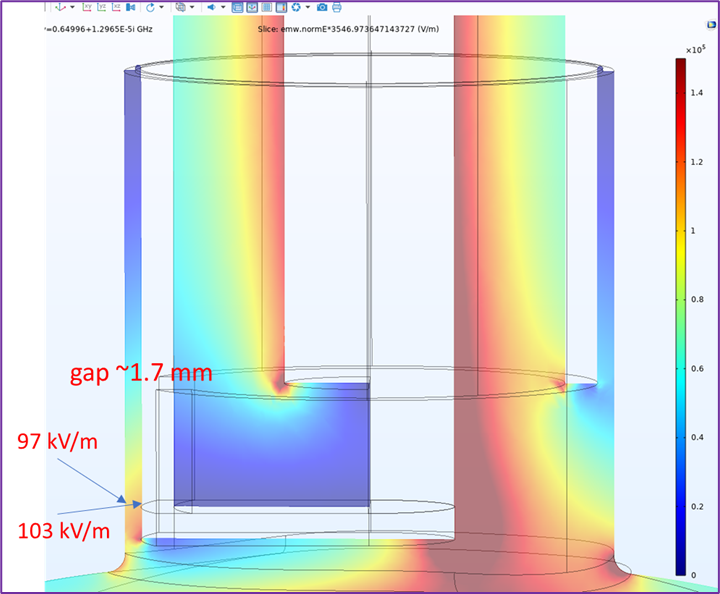 r=0.64996+1.2965E-5i GHz
Slice: emw.normE*3546.973647143727 (V/m)
×10⁵
1.4
1.2
1
0.8
0.6
0.4
0.2
0
gap ~1.7 mm
97 kV/m
103 kV/m